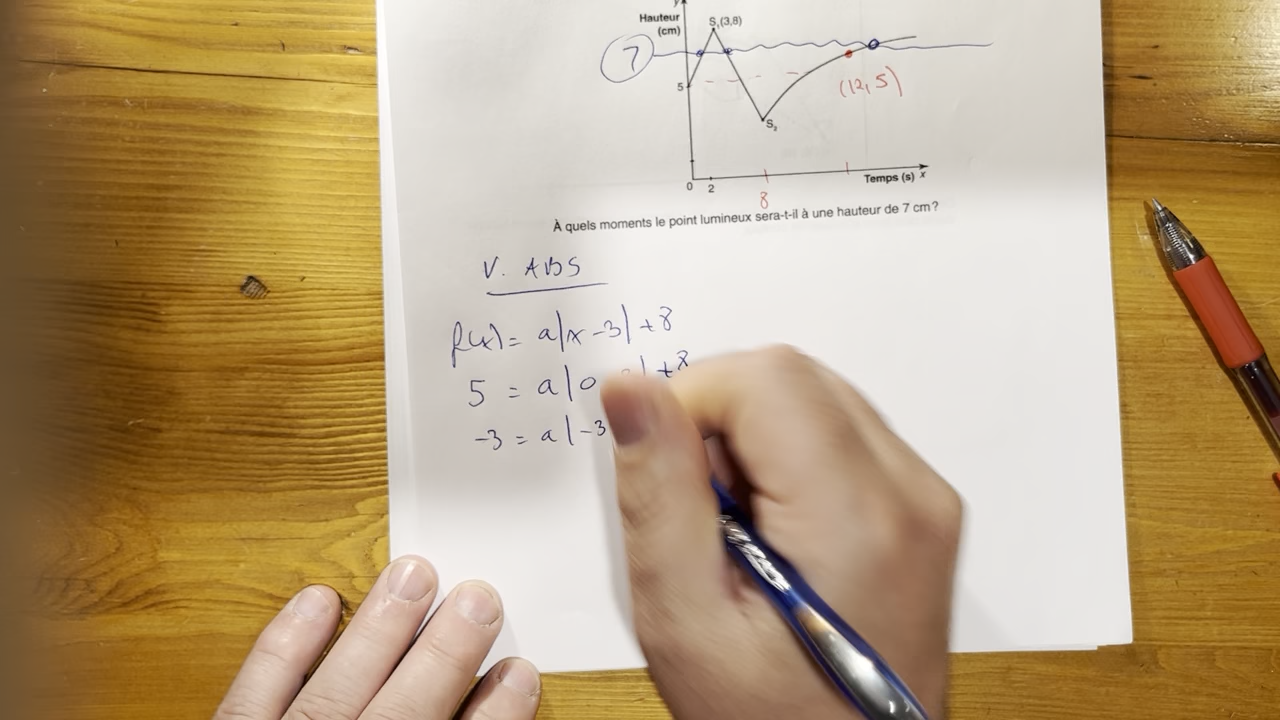 y
Hauteur
(cm)
S₁(3,8)
7
5
(12,5)
S₂
0 2
8
Temps (s) x
À quels moments le point lumineux sera-t-il à une hauteur de 7 cm ?
V. ABS
f(x) = a|x -3| +8
5 = a|0 +8
-3 = a|-3